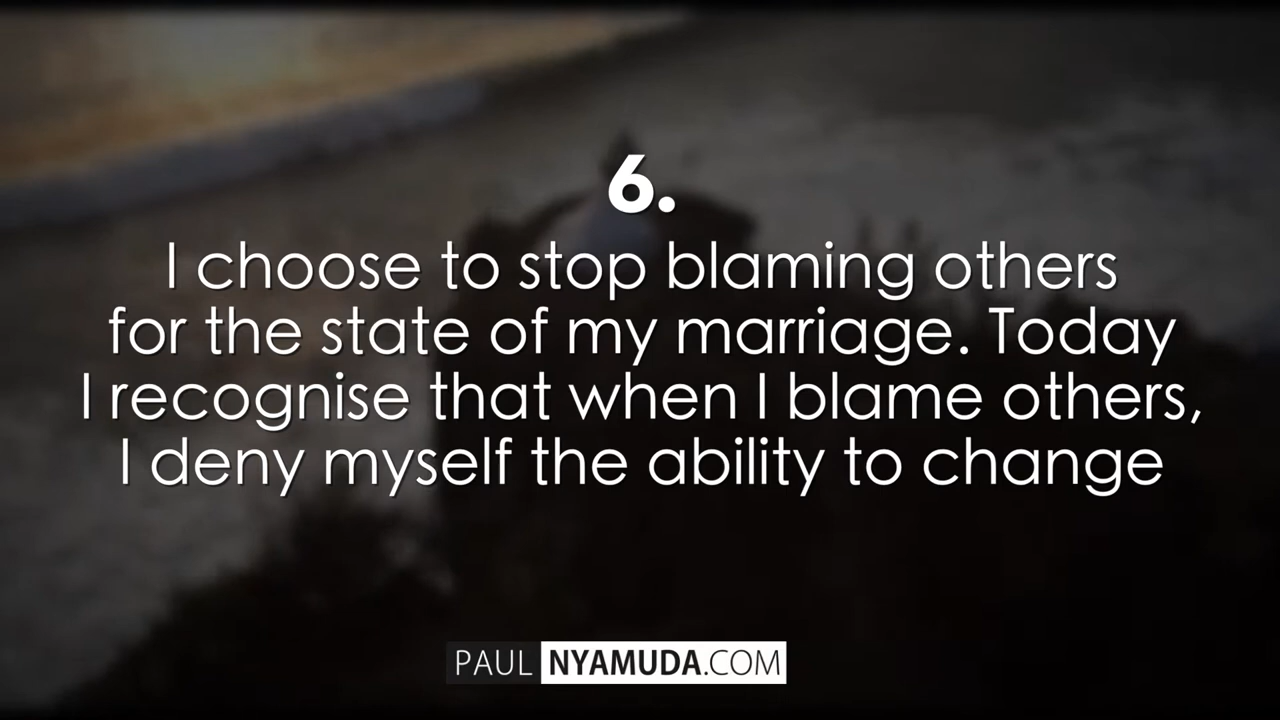 6.
I choose to stop blaming others
for the state of my marriage. Today
I recognise that when I blame others,
I deny myself the ability to change
PAUL NYAMUDA.COM